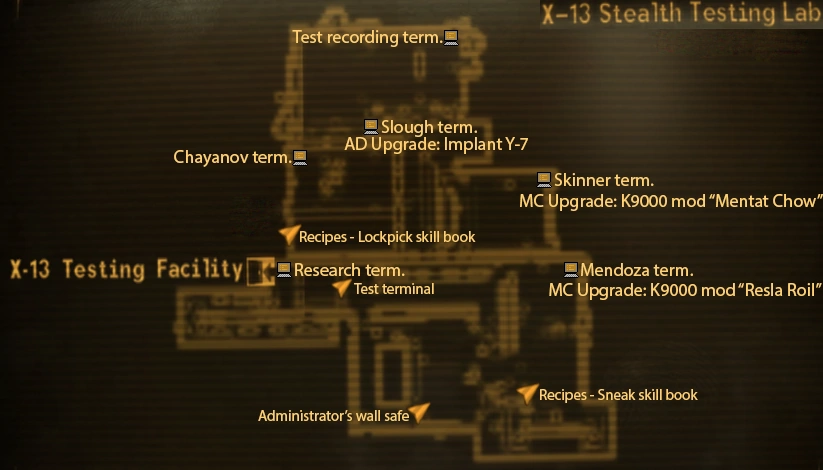 X-13 Stealth Testing Lab
Test recording term.
Slough term.
AD Upgrade: Implant Y-7
Chayanov term.
Skinner term.
MC Upgrade: K9000 mod “Mentat Chow”
Recipes - Lockpick skill book
X-13 Testing Facility
Research term.
Mendoza term.
Test terminal
MC Upgrade: K9000 mod “Resla Roil”
Recipes - Sneak skill book
Administrator’s wall safe